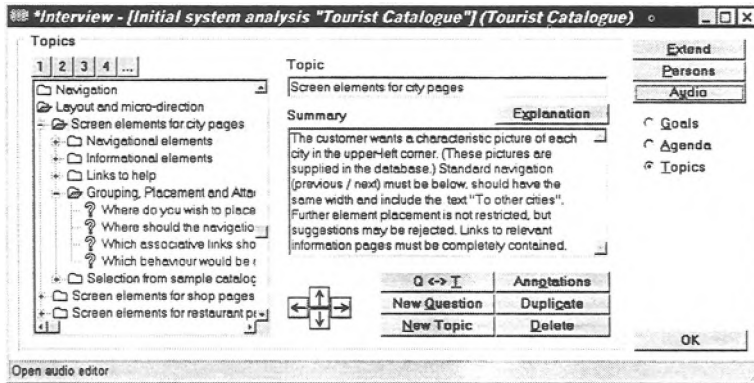 *Interview - [Initial system analysis "Tourist Catalogue"] (Tourist Catalogue)
Topics
1 2 3 4 ...
Navigation
Layout and micro-direction
Screen elements for city pages
Navigational elements
Informational elements
Links to help
Grouping, Placement and Atta
Where do you wish to place
Where should the navigatio
Which associative links sho
Which behaviour would be
Selection from sample catalog
Screen elements for shop pages
Screen elements for restaurant
Topic
Screen elements for city pages
Summary
Explanation
The customer wants a characteristic picture of each
city in the upper-left corner. (These pictures are
supplied in the database.) Standard navigation
(previous / next) must be below, should have the
same width and include the text "To other cities".
Further element placement is not restricted, but
suggestions may be rejected. Links to relevant
information pages must be completely contained.
Q <-> T
Annotations
New Question
Duplicate
New Topic
Delete
Extend
Persons
Audio
Goals
Agenda
Topics
OK
Open audio editor